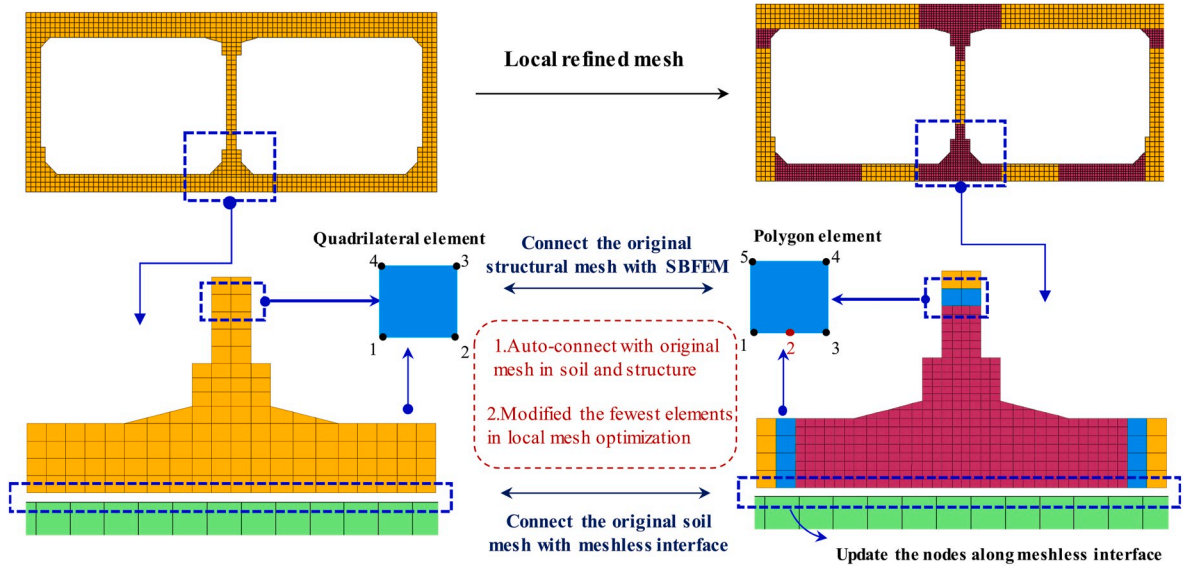 Local refined mesh
Quadrilateral element
4
3
1
2
Connect the original
structural mesh with SBFEM
Polygon element
5
4
1
2
3
1.Auto-connect with original
mesh in soil and structure
2.Modified the fewest elements
in local mesh optimization
Connect the original soil
mesh with meshless interface
Update the nodes along meshless interface